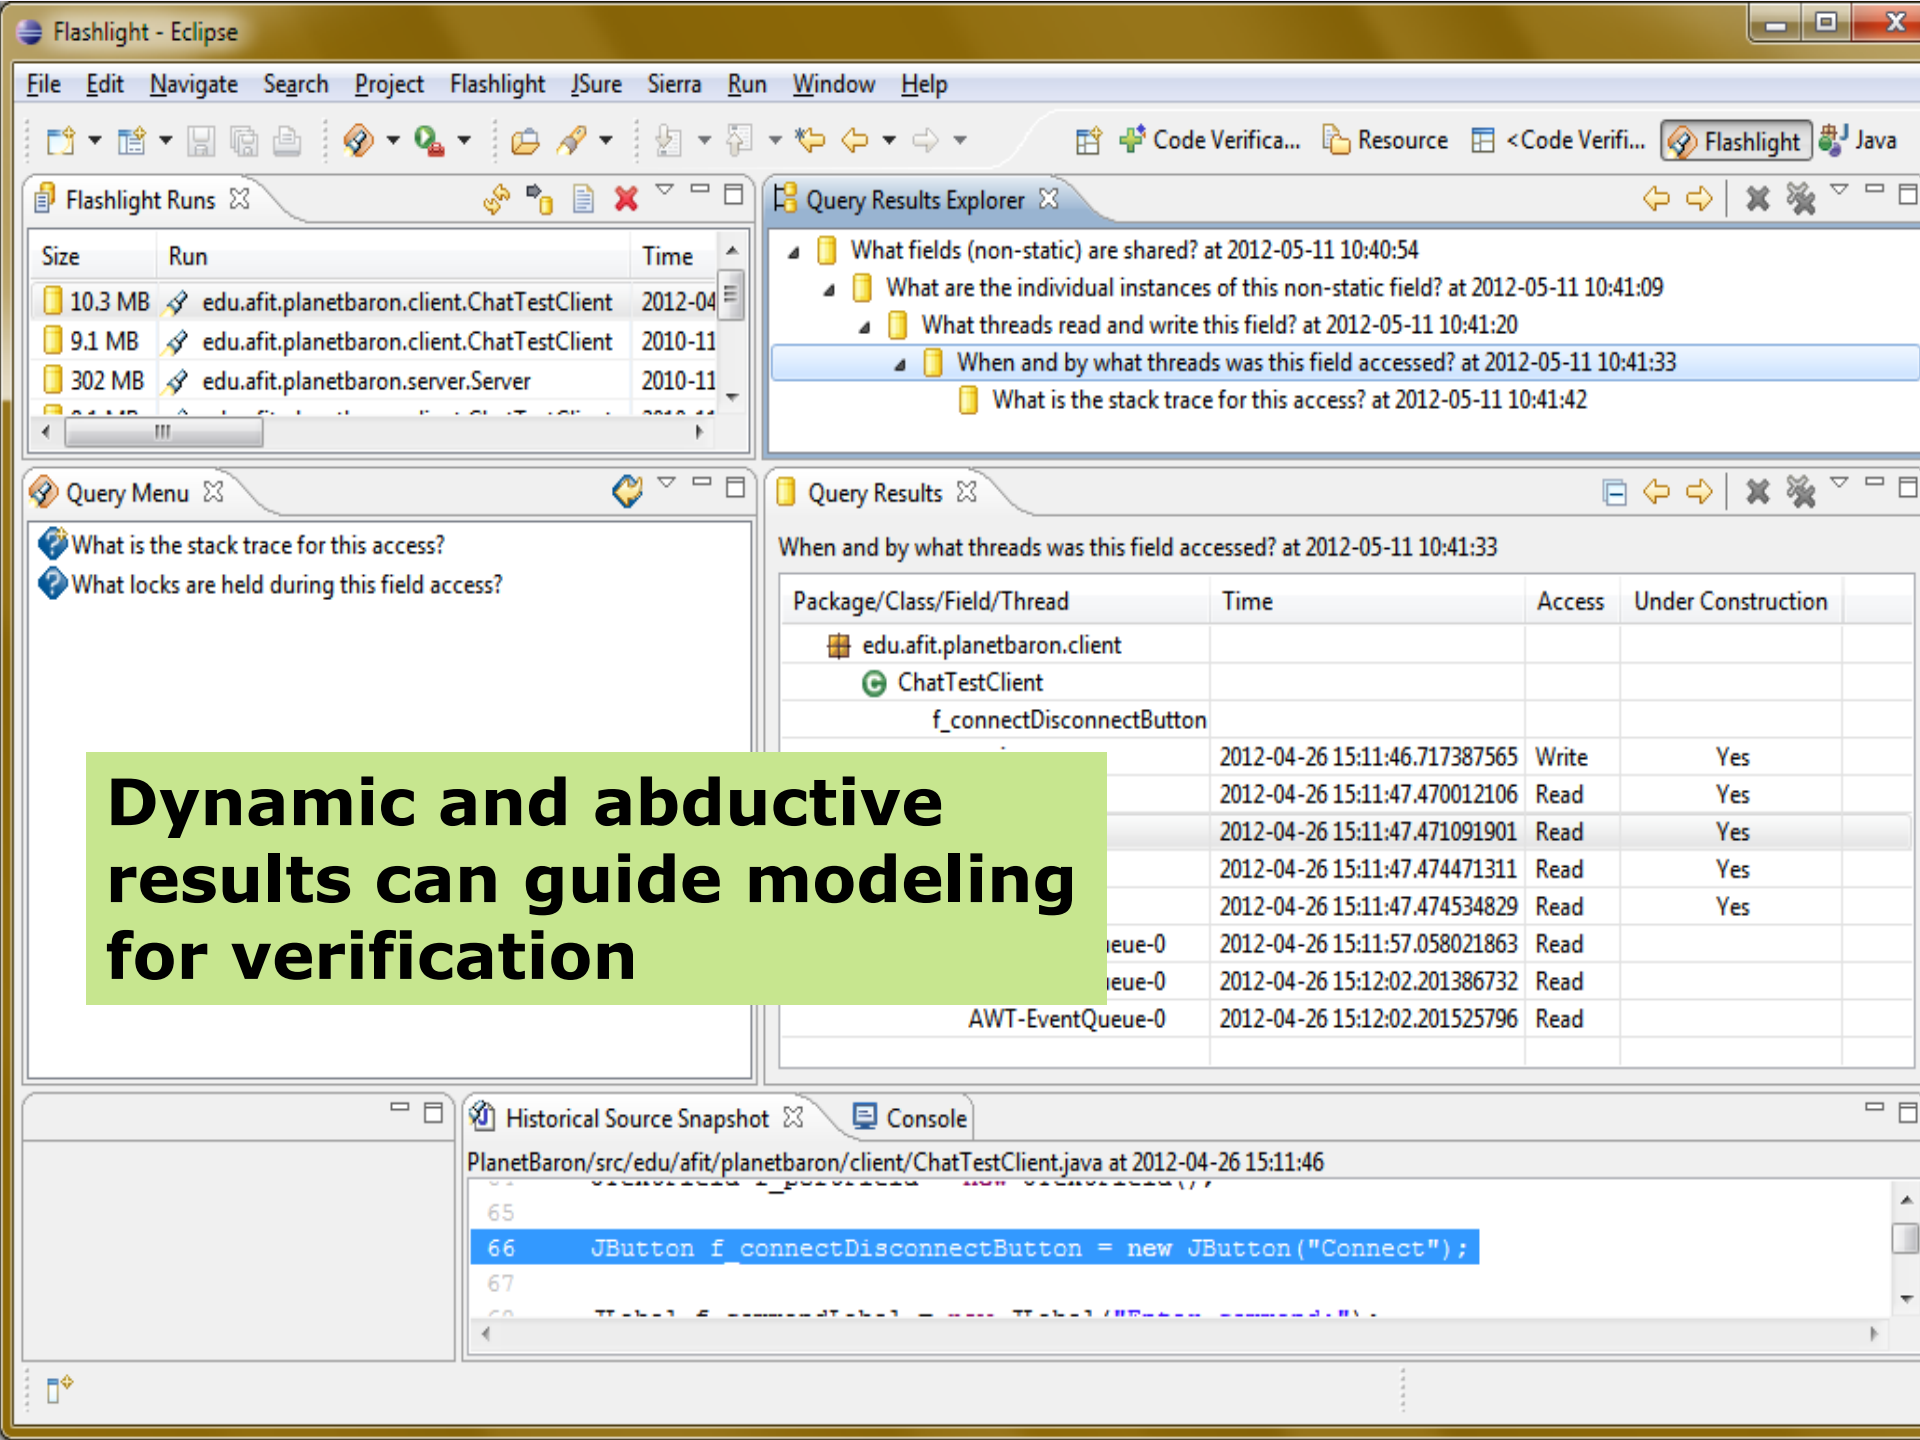 Flashlight - Eclipse
File Edit Navigate Search Project Flashlight JSure Sierra Run Window Help
Code Verifica... Resource <Code Verifi... Flashlight Java
Flashlight Runs
Size Run Time
10.3 MB edu.afit.planetbaron.client.ChatTestClient 2012-04
9.1 MB edu.afit.planetbaron.client.ChatTestClient 2010-11
302 MB edu.afit.planetbaron.server.Server 2010-11
Query Results Explorer
What fields (non-static) are shared? at 2012-05-11 10:40:54
What are the individual instances of this non-static field? at 2012-05-11 10:41:09
What threads read and write this field? at 2012-05-11 10:41:20
When and by what threads was this field accessed? at 2012-05-11 10:41:33
What is the stack trace for this access? at 2012-05-11 10:41:42
Query Menu
What is the stack trace for this access?
What locks are held during this field access?
Query Results
When and by what threads was this field accessed? at 2012-05-11 10:41:33
Package/Class/Field/Thread Time Access Under Construction
edu.afit.planetbaron.client
ChatTestClient
f_connectDisconnectButton
2012-04-26 15:11:46.717387565 Write Yes
2012-04-26 15:11:47.470012106 Read Yes
2012-04-26 15:11:47.471091901 Read Yes
2012-04-26 15:11:47.474471311 Read Yes
2012-04-26 15:11:47.474534829 Read Yes
eue-0 2012-04-26 15:11:57.058021863 Read
eue-0 2012-04-26 15:12:02.201386732 Read
AWT-EventQueue-0 2012-04-26 15:12:02.201525796 Read
Dynamic and abductive
results can guide modeling
for verification
Historical Source Snapshot Console
PlanetBaron/src/edu/afit/planetbaron/client/ChatTestClient.java at 2012-04-26 15:11:46
65
66 JButton f_connectDisconnectButton = new JButton("Connect");
67